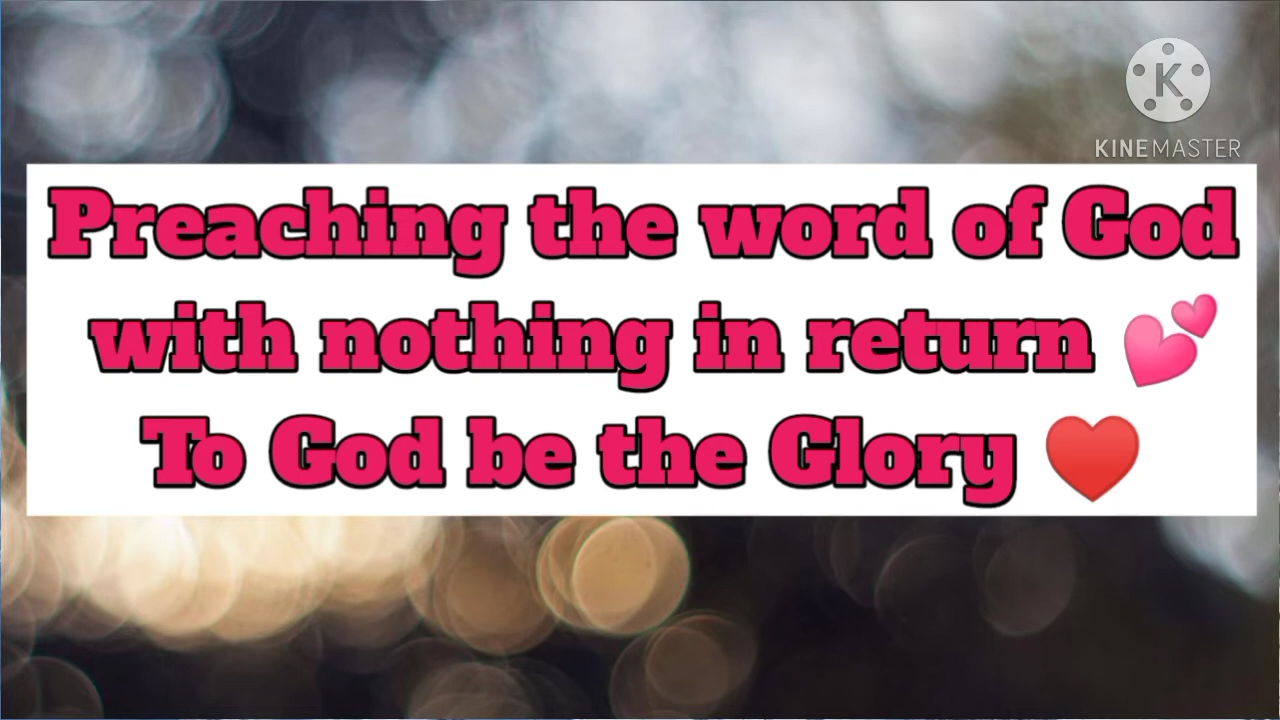 K
KINEMASTER
Preaching the word of God
with nothing in return 💕
To God be the Glory ♥️